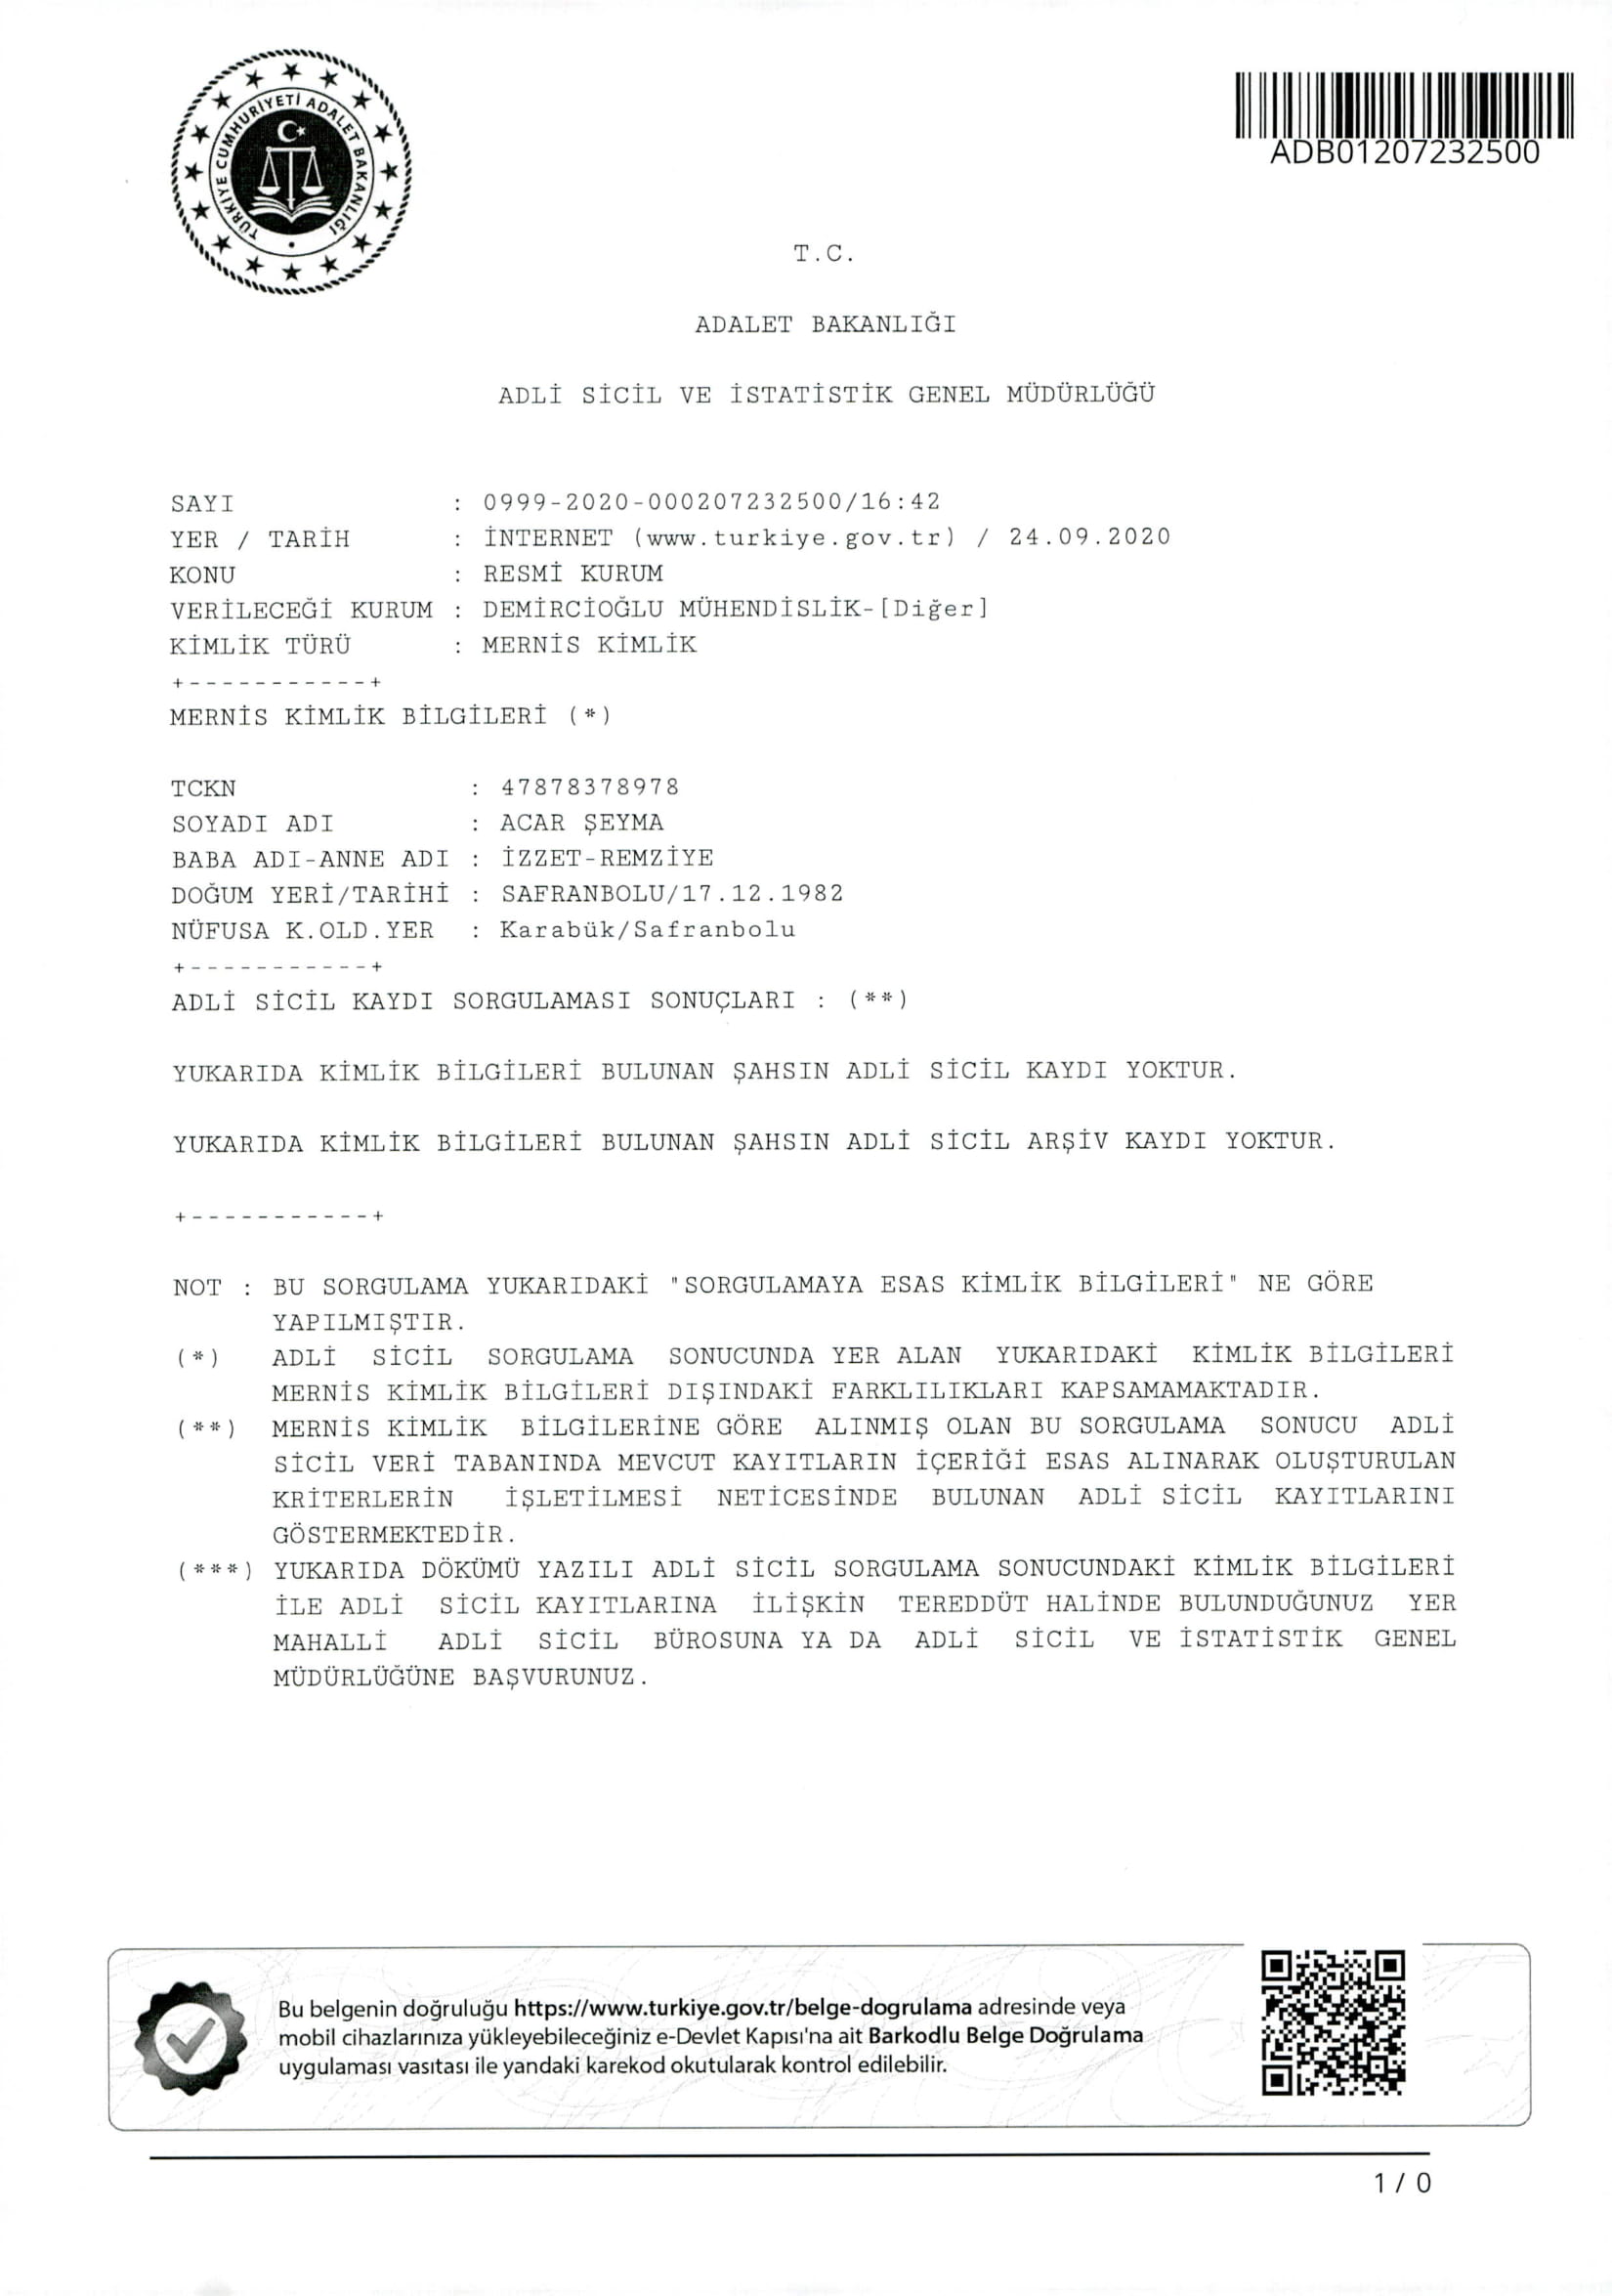 TÜRKİYE CUMHURİYETİ ADALET BAKANLIĞI
ADB01207232500
T.C.
ADALET BAKANLIĞI
ADLİ SİCİL VE İSTATİSTİK GENEL MÜDÜRLÜĞÜ
SAYI : 0999-2020-000207232500/16:42
YER / TARİH : İNTERNET (www.turkiye.gov.tr) / 24.09.2020
KONU : RESMİ KURUM
VERİLECEĞİ KURUM : DEMİRCİOĞLU MÜHENDİSLİK-[Diğer]
KİMLİK TÜRÜ : MERNİS KİMLİK
+-----------+
MERNİS KİMLİK BİLGİLERİ (*)
TCKN : 47878378978
SOYADI ADI : ACAR ŞEYMA
BABA ADI-ANNE ADI : İZZET-REMZİYE
DOĞUM YERİ/TARİHİ : SAFRANBOLU/17.12.1982
NÜFUSA K.OLD.YER : Karabük/Safranbolu
+-----------+
ADLİ SİCİL KAYDI SORGULAMASI SONUÇLARI : (**)
YUKARIDA KİMLİK BİLGİLERİ BULUNAN ŞAHSIN ADLİ SİCİL KAYDI YOKTUR.
YUKARIDA KİMLİK BİLGİLERİ BULUNAN ŞAHSIN ADLİ SİCİL ARŞİV KAYDI YOKTUR.
+-----------+
NOT : BU SORGULAMA YUKARIDAKİ "SORGULAMAYA ESAS KİMLİK BİLGİLERİ" NE GÖRE
YAPILMIŞTIR.
(*) ADLİ SİCİL SORGULAMA SONUCUNDA YER ALAN YUKARIDAKİ KİMLİK BİLGİLERİ
MERNİS KİMLİK BİLGİLERİ DIŞINDAKİ FARKLILIKLARI KAPSAMAMAKTADIR.
(**) MERNİS KİMLİK BİLGİLERİNE GÖRE ALINMIŞ OLAN BU SORGULAMA SONUCU ADLİ
SİCİL VERİ TABANINDA MEVCUT KAYITLARIN İÇERİĞİ ESAS ALINARAK OLUŞTURULAN
KRİTERLERİN İŞLETİLMESİ NETİCESİNDE BULUNAN ADLİ SİCİL KAYITLARINI
GÖSTERMEKTEDİR.
(***) YUKARIDA DÖKÜMÜ YAZILI ADLİ SİCİL SORGULAMA SONUCUNDAKİ KİMLİK BİLGİLERİ
İLE ADLİ SİCİL KAYITLARINA İLİŞKİN TEREDDÜT HALİNDE BULUNDUĞUNUZ YER
MAHALLİ ADLİ SİCİL BÜROSUNA YA DA ADLİ SİCİL VE İSTATİSTİK GENEL
MÜDÜRLÜĞÜNE BAŞVURUNUZ.
Bu belgenin doğruluğu https://www.turkiye.gov.tr/belge-dogrulama adresinde veya
mobil cihazlarınıza yükleyebileceğiniz e-Devlet Kapısı'na ait Barkodlu Belge Doğrulama
uygulaması vasıtası ile yandaki karekod okutularak kontrol edilebilir.
1 / 0